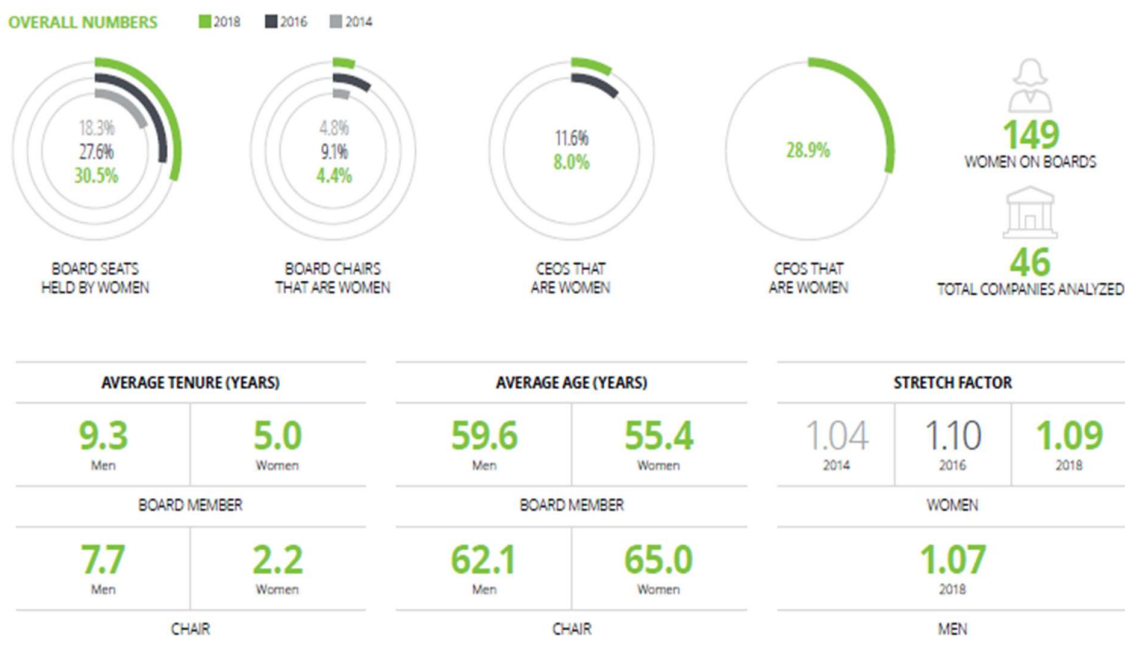 OVERALL NUMBERS 2018 2016 2014
18.3%
27.6%
30.5%
BOARD SEATS
HELD BY WOMEN
4.8%
9.1%
4.4%
BOARD CHAIRS
THAT ARE WOMEN
11.6%
8.0%
CEOS THAT
ARE WOMEN
28.9%
CFOS THAT
ARE WOMEN
149
WOMEN ON BOARDS
46
TOTAL COMPANIES ANALYZED
AVERAGE TENURE (YEARS)
9.3 5.0
Men Women
BOARD MEMBER
7.7 2.2
Men Women
CHAIR
AVERAGE AGE (YEARS)
59.6 55.4
Men Women
BOARD MEMBER
62.1 65.0
Men Women
CHAIR
STRETCH FACTOR
1.04 1.10 1.09
2014 2016 2018
WOMEN
1.07
2018
MEN